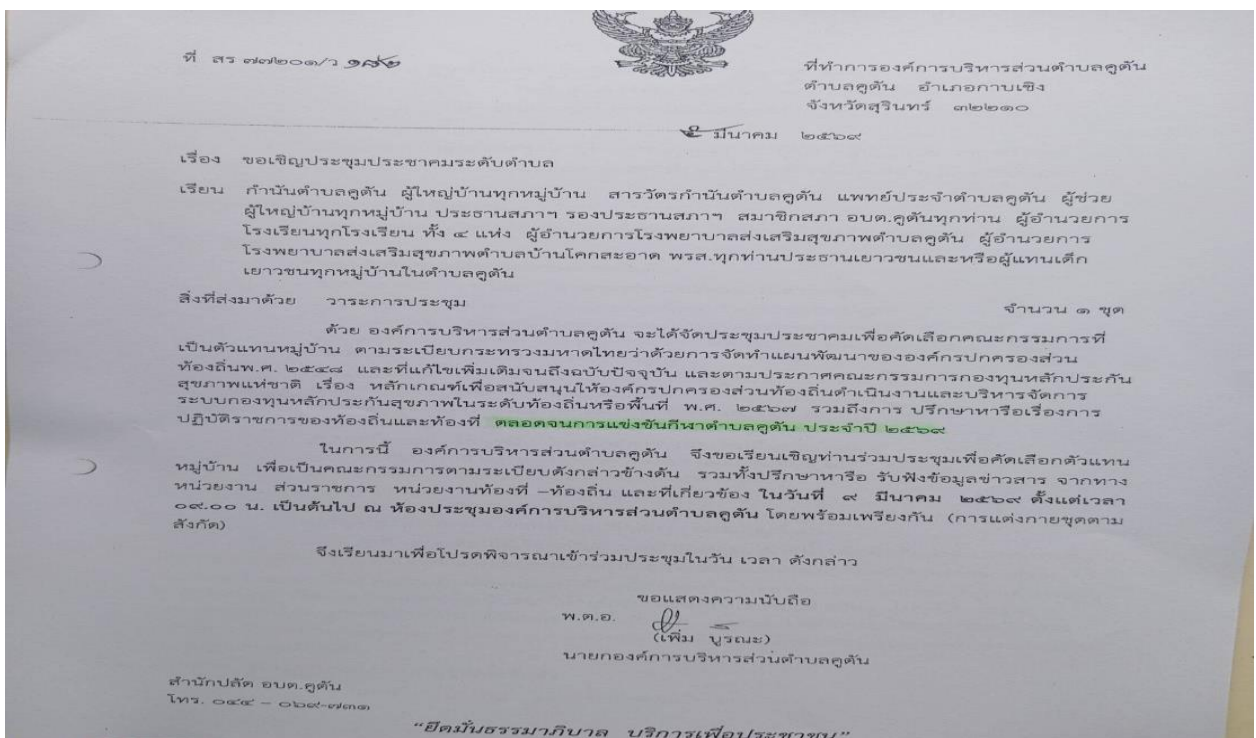 ที่ สร ๗๗๒๐๑/ว ๑๘๒
ที่ทำการองค์การบริหารส่วนตำบลคูตัน
ตำบลคูตัน อำเภอกาบเชิง
จังหวัดสุรินทร์ ๓๒๒๑๐
มีนาคม ๒๕๖๙
เรื่อง ขอเชิญประชุมประชาคมระดับตำบล
เรียน กำนันตำบลคูตัน ผู้ใหญ่บ้านทุกหมู่บ้าน สารวัตรกำนันตำบลคูตัน แพทย์ประจำตำบลคูตัน ผู้ช่วย
ผู้ใหญ่บ้านทุกหมู่บ้าน ประธานสภาฯ รองประธานสภาฯ สมาชิกสภา อบต.คูตันทุกท่าน ผู้อำนวยการ
โรงเรียนทุกโรงเรียน ทั้ง ๔ แห่ง ผู้อำนวยการโรงพยาบาลส่งเสริมสุขภาพตำบลคูตัน ผู้อำนวยการ
โรงพยาบาลส่งเสริมสุขภาพตำบลบ้านโคกสะอาด พรส.ทุกท่านประธานเยาวชนและหรือผู้แทนเด็ก
เยาวชนทุกหมู่บ้านในตำบลคูตัน
สิ่งที่ส่งมาด้วย วาระการประชุม จำนวน ๑ ชุด
ด้วย องค์การบริหารส่วนตำบลคูตัน จะได้จัดประชุมประชาคมเพื่อคัดเลือกคณะกรรมการที่
เป็นตัวแทนหมู่บ้าน ตามระเบียบกระทรวงมหาดไทยว่าด้วยการจัดทำแผนพัฒนาขององค์กรปกครองส่วน
ท้องถิ่นพ.ศ. ๒๕๔๘ และที่แก้ไขเพิ่มเติมจนถึงฉบับปัจจุบัน และตามประกาศคณะกรรมการกองทุนหลักประกัน
สุขภาพแห่งชาติ เรื่อง หลักเกณฑ์เพื่อสนับสนุนให้องค์กรปกครองส่วนท้องถิ่นดำเนินงานและบริหารจัดการ
ระบบกองทุนหลักประกันสุขภาพในระดับท้องถิ่นหรือพื้นที่ พ.ศ. ๒๕๖๗ รวมถึงการ ปรึกษาหารือเรื่องการ
ปฏิบัติราชการของท้องถิ่นและท้องที่ ตลอดจนการแข่งขันกีฬาตำบลคูตัน ประจำปี ๒๕๖๙
ในการนี้ องค์การบริหารส่วนตำบลคูตัน จึงขอเรียนเชิญท่านร่วมประชุมเพื่อคัดเลือกตัวแทน
หมู่บ้าน เพื่อเป็นคณะกรรมการตามระเบียบดังกล่าวข้างต้น รวมทั้งปรึกษาหารือ รับฟังข้อมูลข่าวสาร จากทาง
หน่วยงาน ส่วนราชการ หน่วยงานท้องที่ –ท้องถิ่น และที่เกี่ยวข้อง ในวันที่ ๙ มีนาคม ๒๕๖๙ ตั้งแต่เวลา
๐๙.๐๐ น. เป็นต้นไป ณ ห้องประชุมองค์การบริหารส่วนตำบลคูตัน โดยพร้อมเพรียงกัน (การแต่งกายชุดตาม
สังกัด)
จึงเรียนมาเพื่อโปรดพิจารณาเข้าร่วมประชุมในวัน เวลา ดังกล่าว
ขอแสดงความนับถือ
พ.ต.อ.
(เพิ่ม บูรณะ)
นายกองค์การบริหารส่วนตำบลคูตัน
สำนักปลัด อบต.คูตัน
โทร. ๐๔๔ – ๐๖๙-๗๓๑
“ยึดมั่นธรรมาภิบาล บริการเพื่อประชาชน”